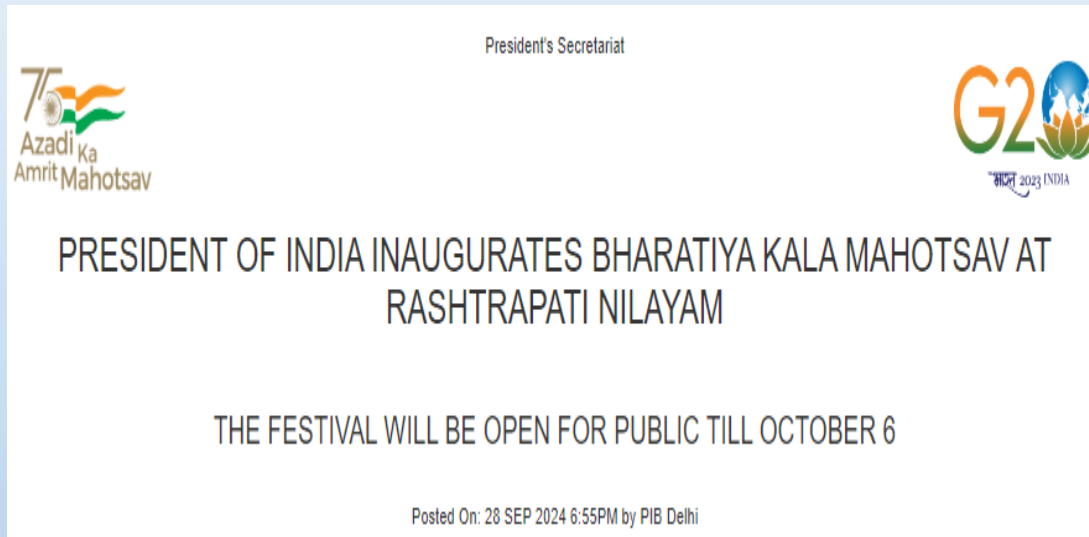 President's Secretariat
75
Azadi Ka
Amrit Mahotsav
G20
भारत 2023 INDIA
PRESIDENT OF INDIA INAUGURATES BHARATIYA KALA MAHOTSAV AT
RASHTRAPATI NILAYAM
THE FESTIVAL WILL BE OPEN FOR PUBLIC TILL OCTOBER 6
Posted On: 28 SEP 2024 6:55PM by PIB Delhi